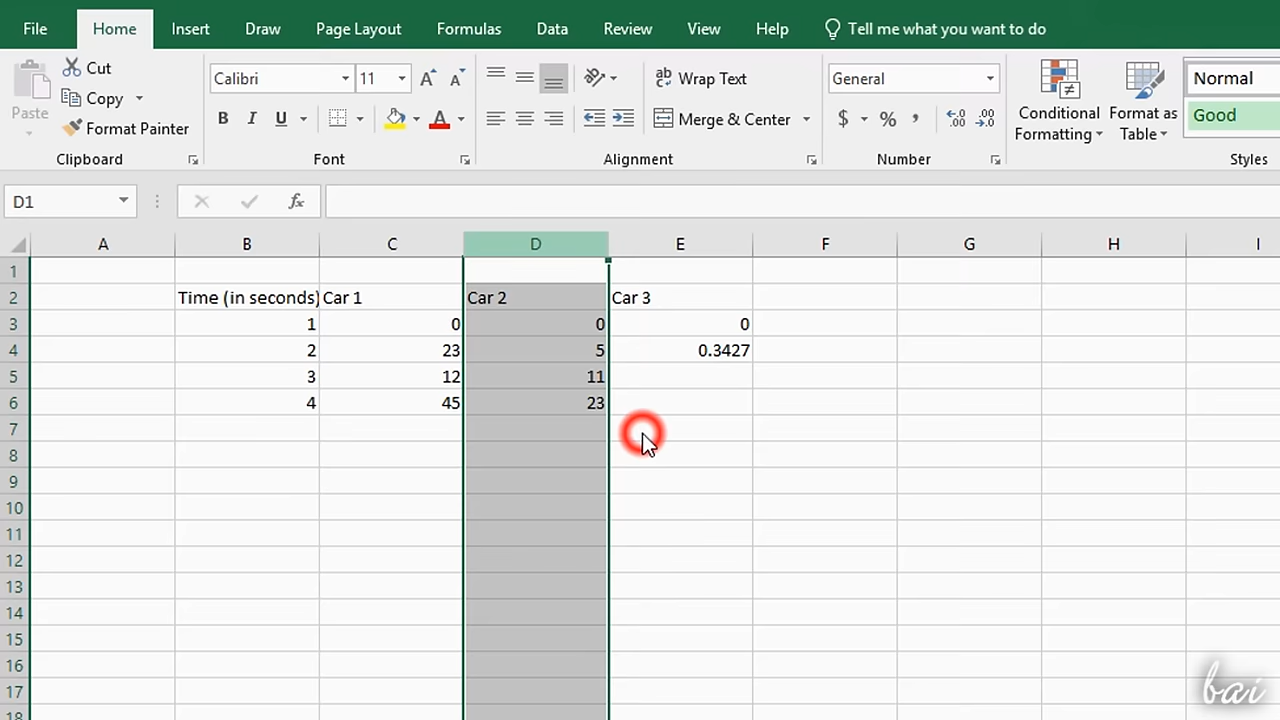 File Home Insert Draw Page Layout Formulas Data Review View Help Tell me what you want to do
Paste
Cut
Copy
Format Painter
Clipboard
Calibri 11
B I U A
Font
ab Wrap Text
Merge & Center
Alignment
General
$ % ,
Number
Conditional Formatting
Format as Table
Normal
Good
Styles
D1 fx
A B C D E F G H I
1
2 Time (in seconds) Car 1 Car 2 Car 3
3 1 0 0 0
4 2 23 5 0.3427
5 3 12 11
6 4 45 23
7
8
9
10
11
12
13
14
15
16
17
18
bai